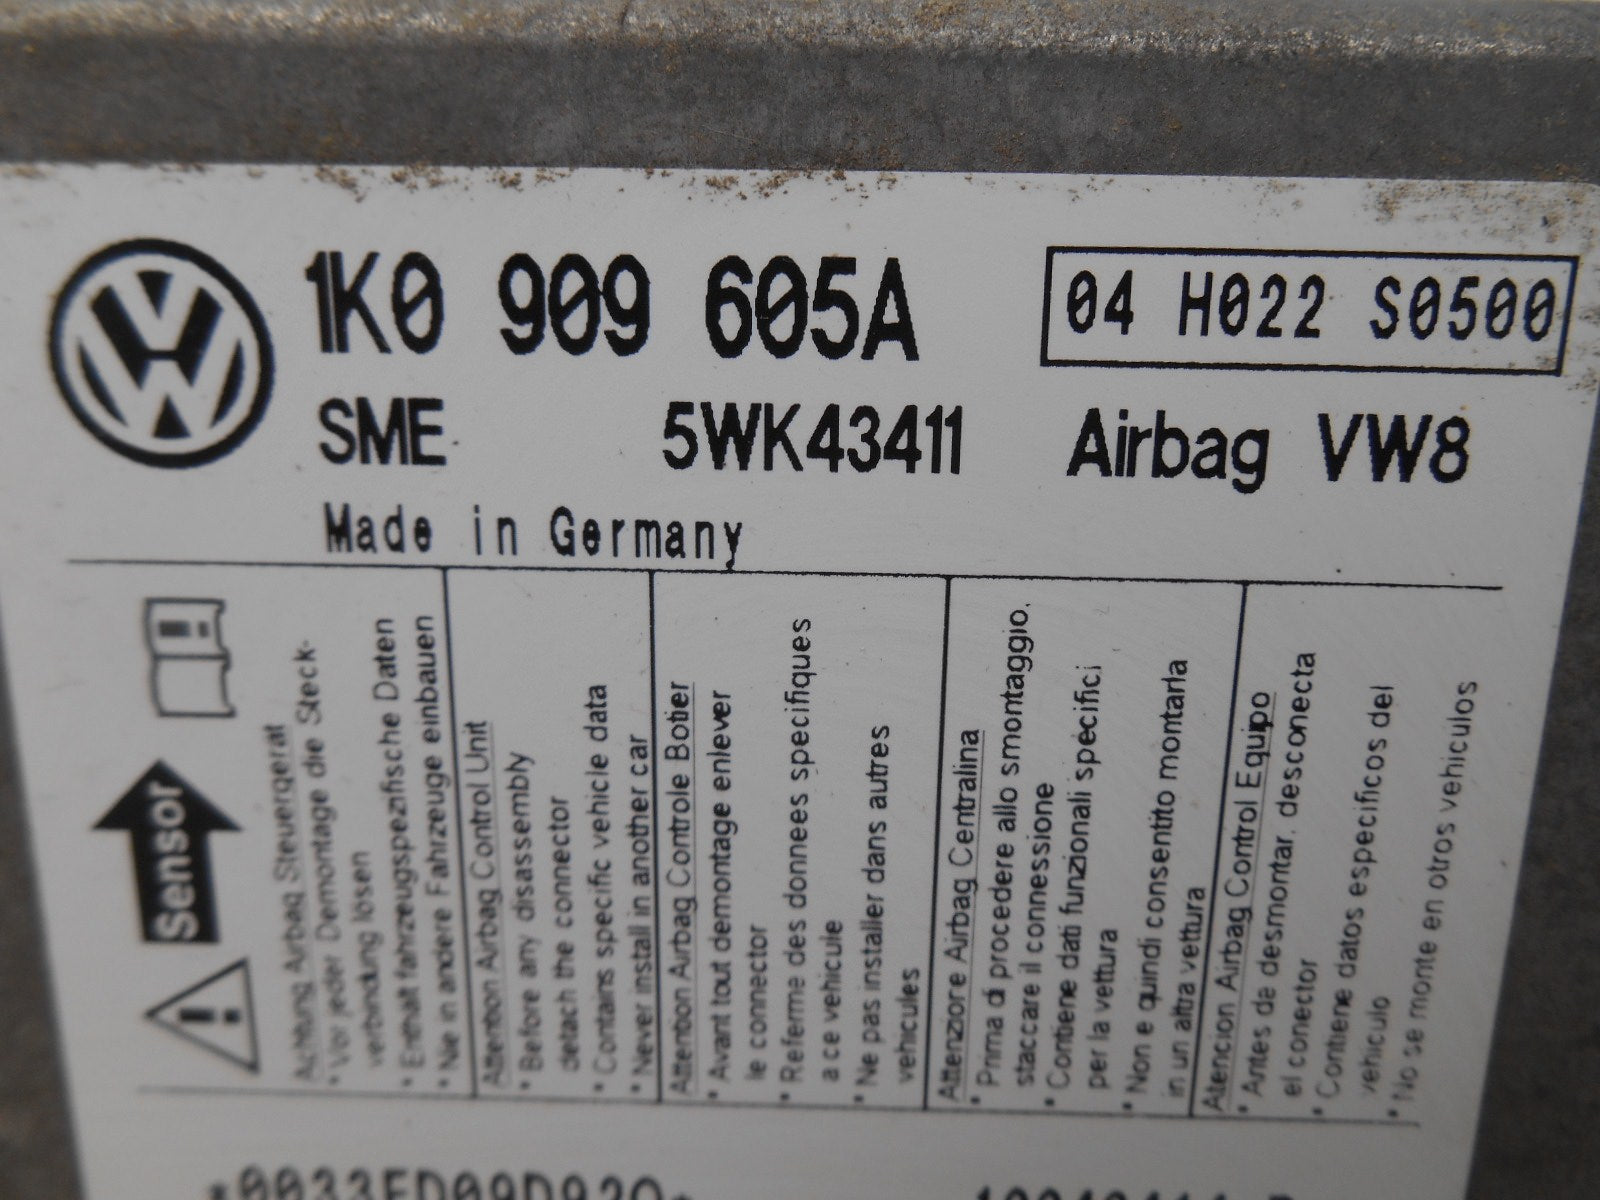 1K0 909 605A 04 H022 S0500
SME 5WK43411 Airbag VW8
Made in Germany
Sensor
Achtung Airbag Steuergerat
* Vor jeder Demontage die Steck-
verbindung losen
* Enthalt fahrzeugspezifische Daten
* Nie in andere Fahrzeuge einbauen
Attention Airbag Control Unit
* Before any disassembly
detach the connector
* Contains specific vehicle data
* Never install in another car
Attention Airbag Controle Botier
* Avant tout demontage enlever
le connector
* Referme des donnees specifiques
a ce vehicule
* Ne pas installer dans autres
vehicules
Attenzione Airbag Centralina
* Prima di procedere allo smontaggio,
staccare il connessione
* Contiene dati funzionali specifici
per la vettura
* Non e quindi consentito montarla
in un altra vettura
Atencion Airbag Control Equipo
* Antes da desmontar, desconecta
el conector
* Contiene datos especificos del
vehiculo
* No se monte en otros vehiculos